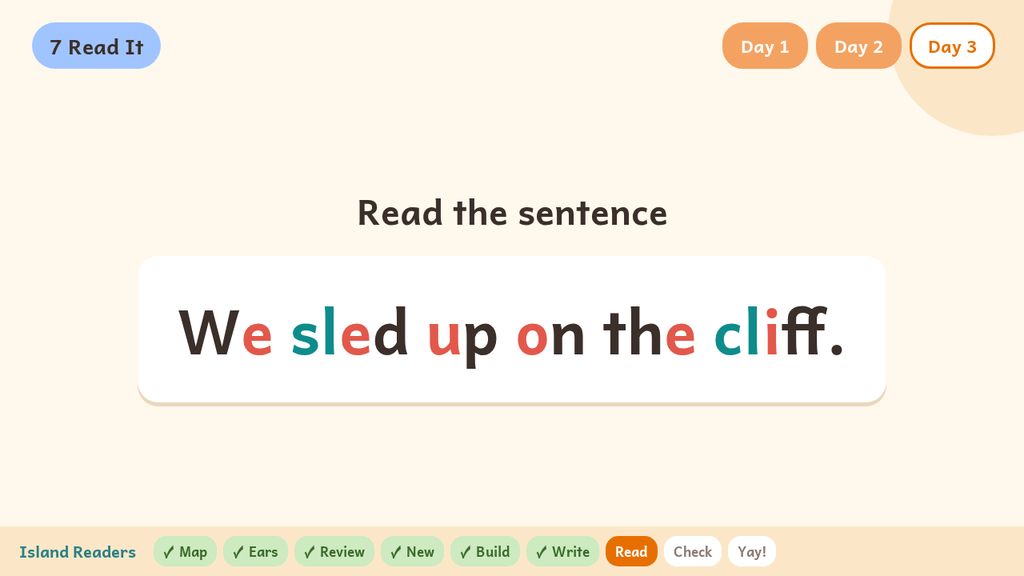 7 Read It
Day 1 Day 2 Day 3
Read the sentence
We sled up on the cliff.
Island Readers ✓ Map ✓ Ears ✓ Review ✓ New ✓ Build ✓ Write Read Check Yay!